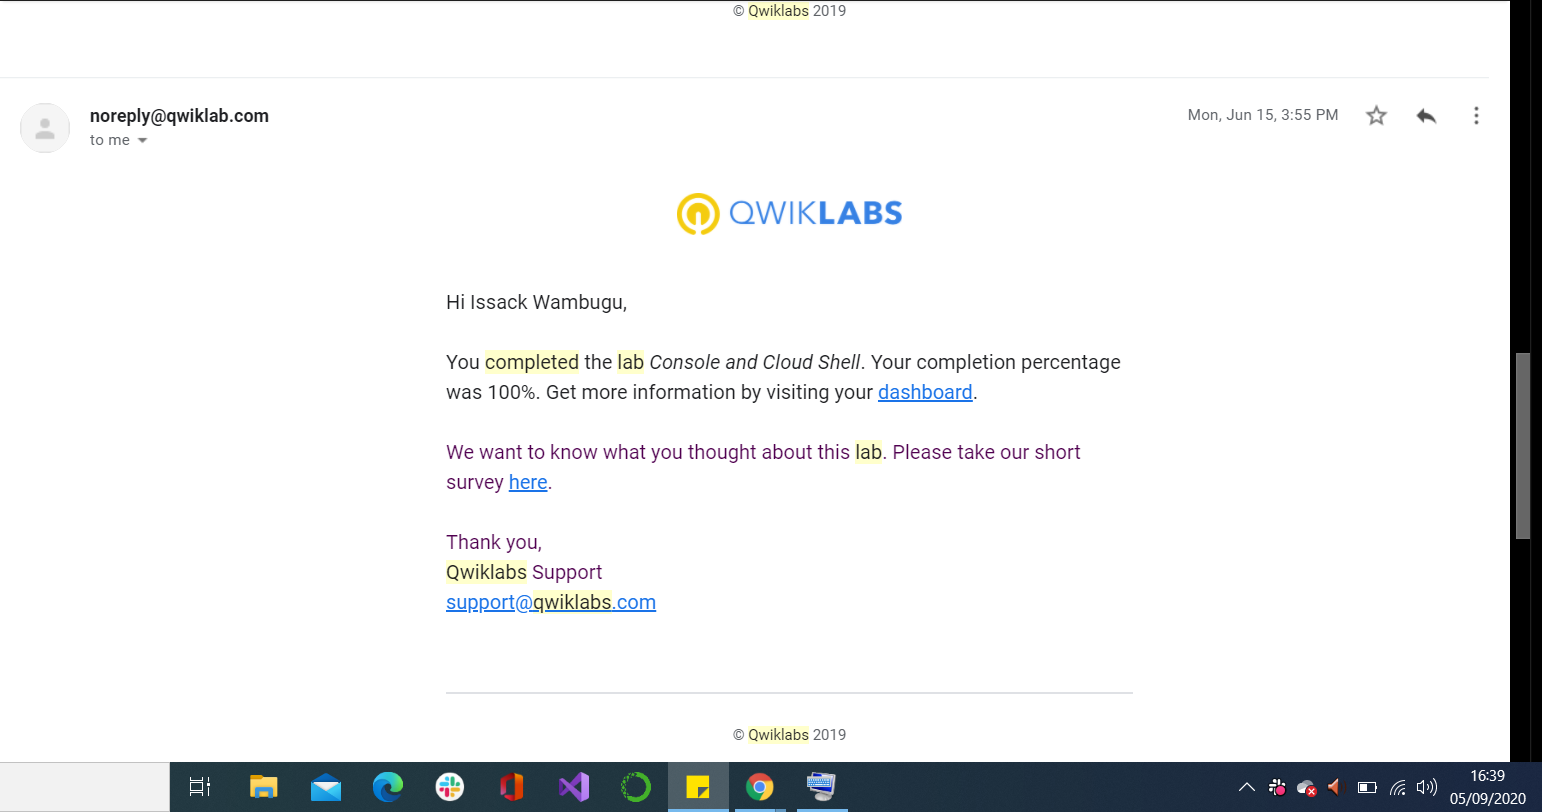 © Qwiklabs 2019
noreply@qwiklab.com
Mon, Jun 15, 3:55 PM
to me
QWIKLABS
Hi Issack Wambugu,
You completed the lab Console and Cloud Shell. Your completion percentage
was 100%. Get more information by visiting your dashboard.
We want to know what you thought about this lab. Please take our short
survey here.
Thank you,
Qwiklabs Support
support@qwiklabs.com
© Qwiklabs 2019
16:39
05/09/2020